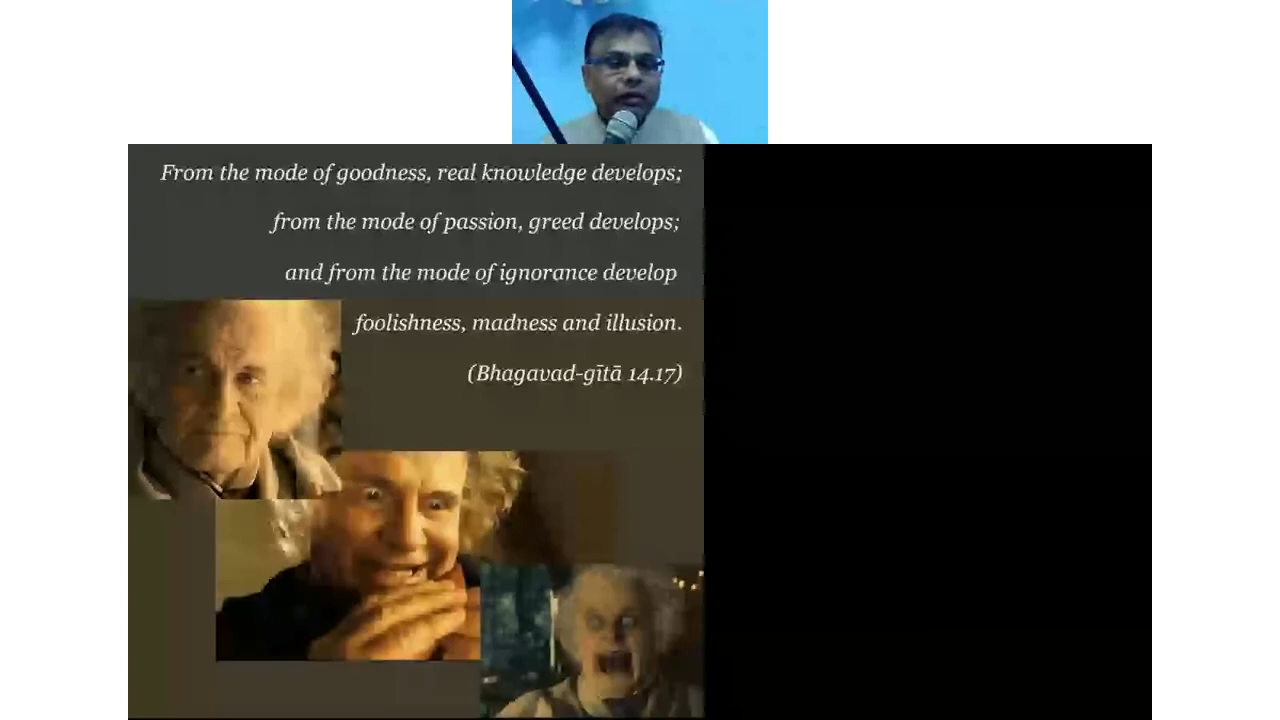 From the mode of goodness, real knowledge develops;
from the mode of passion, greed develops;
and from the mode of ignorance develop
foolishness, madness and illusion.
(Bhagavad-gītā 14.17)